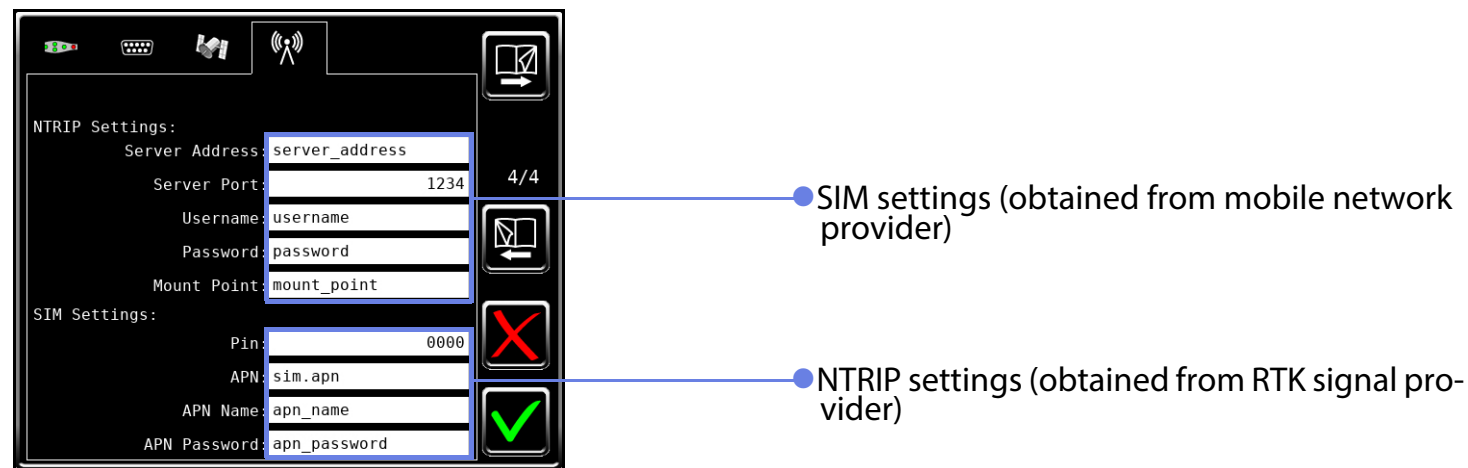 NTRIP Settings:
Server Address: server_address
Server Port: 1234
Username: username
Password: password
Mount Point: mount_point
SIM Settings:
Pin: 0000
APN: sim.apn
APN Name: apn_name
APN Password: apn_password
4/4
SIM settings (obtained from mobile network
provider)
NTRIP settings (obtained from RTK signal pro-
vider)